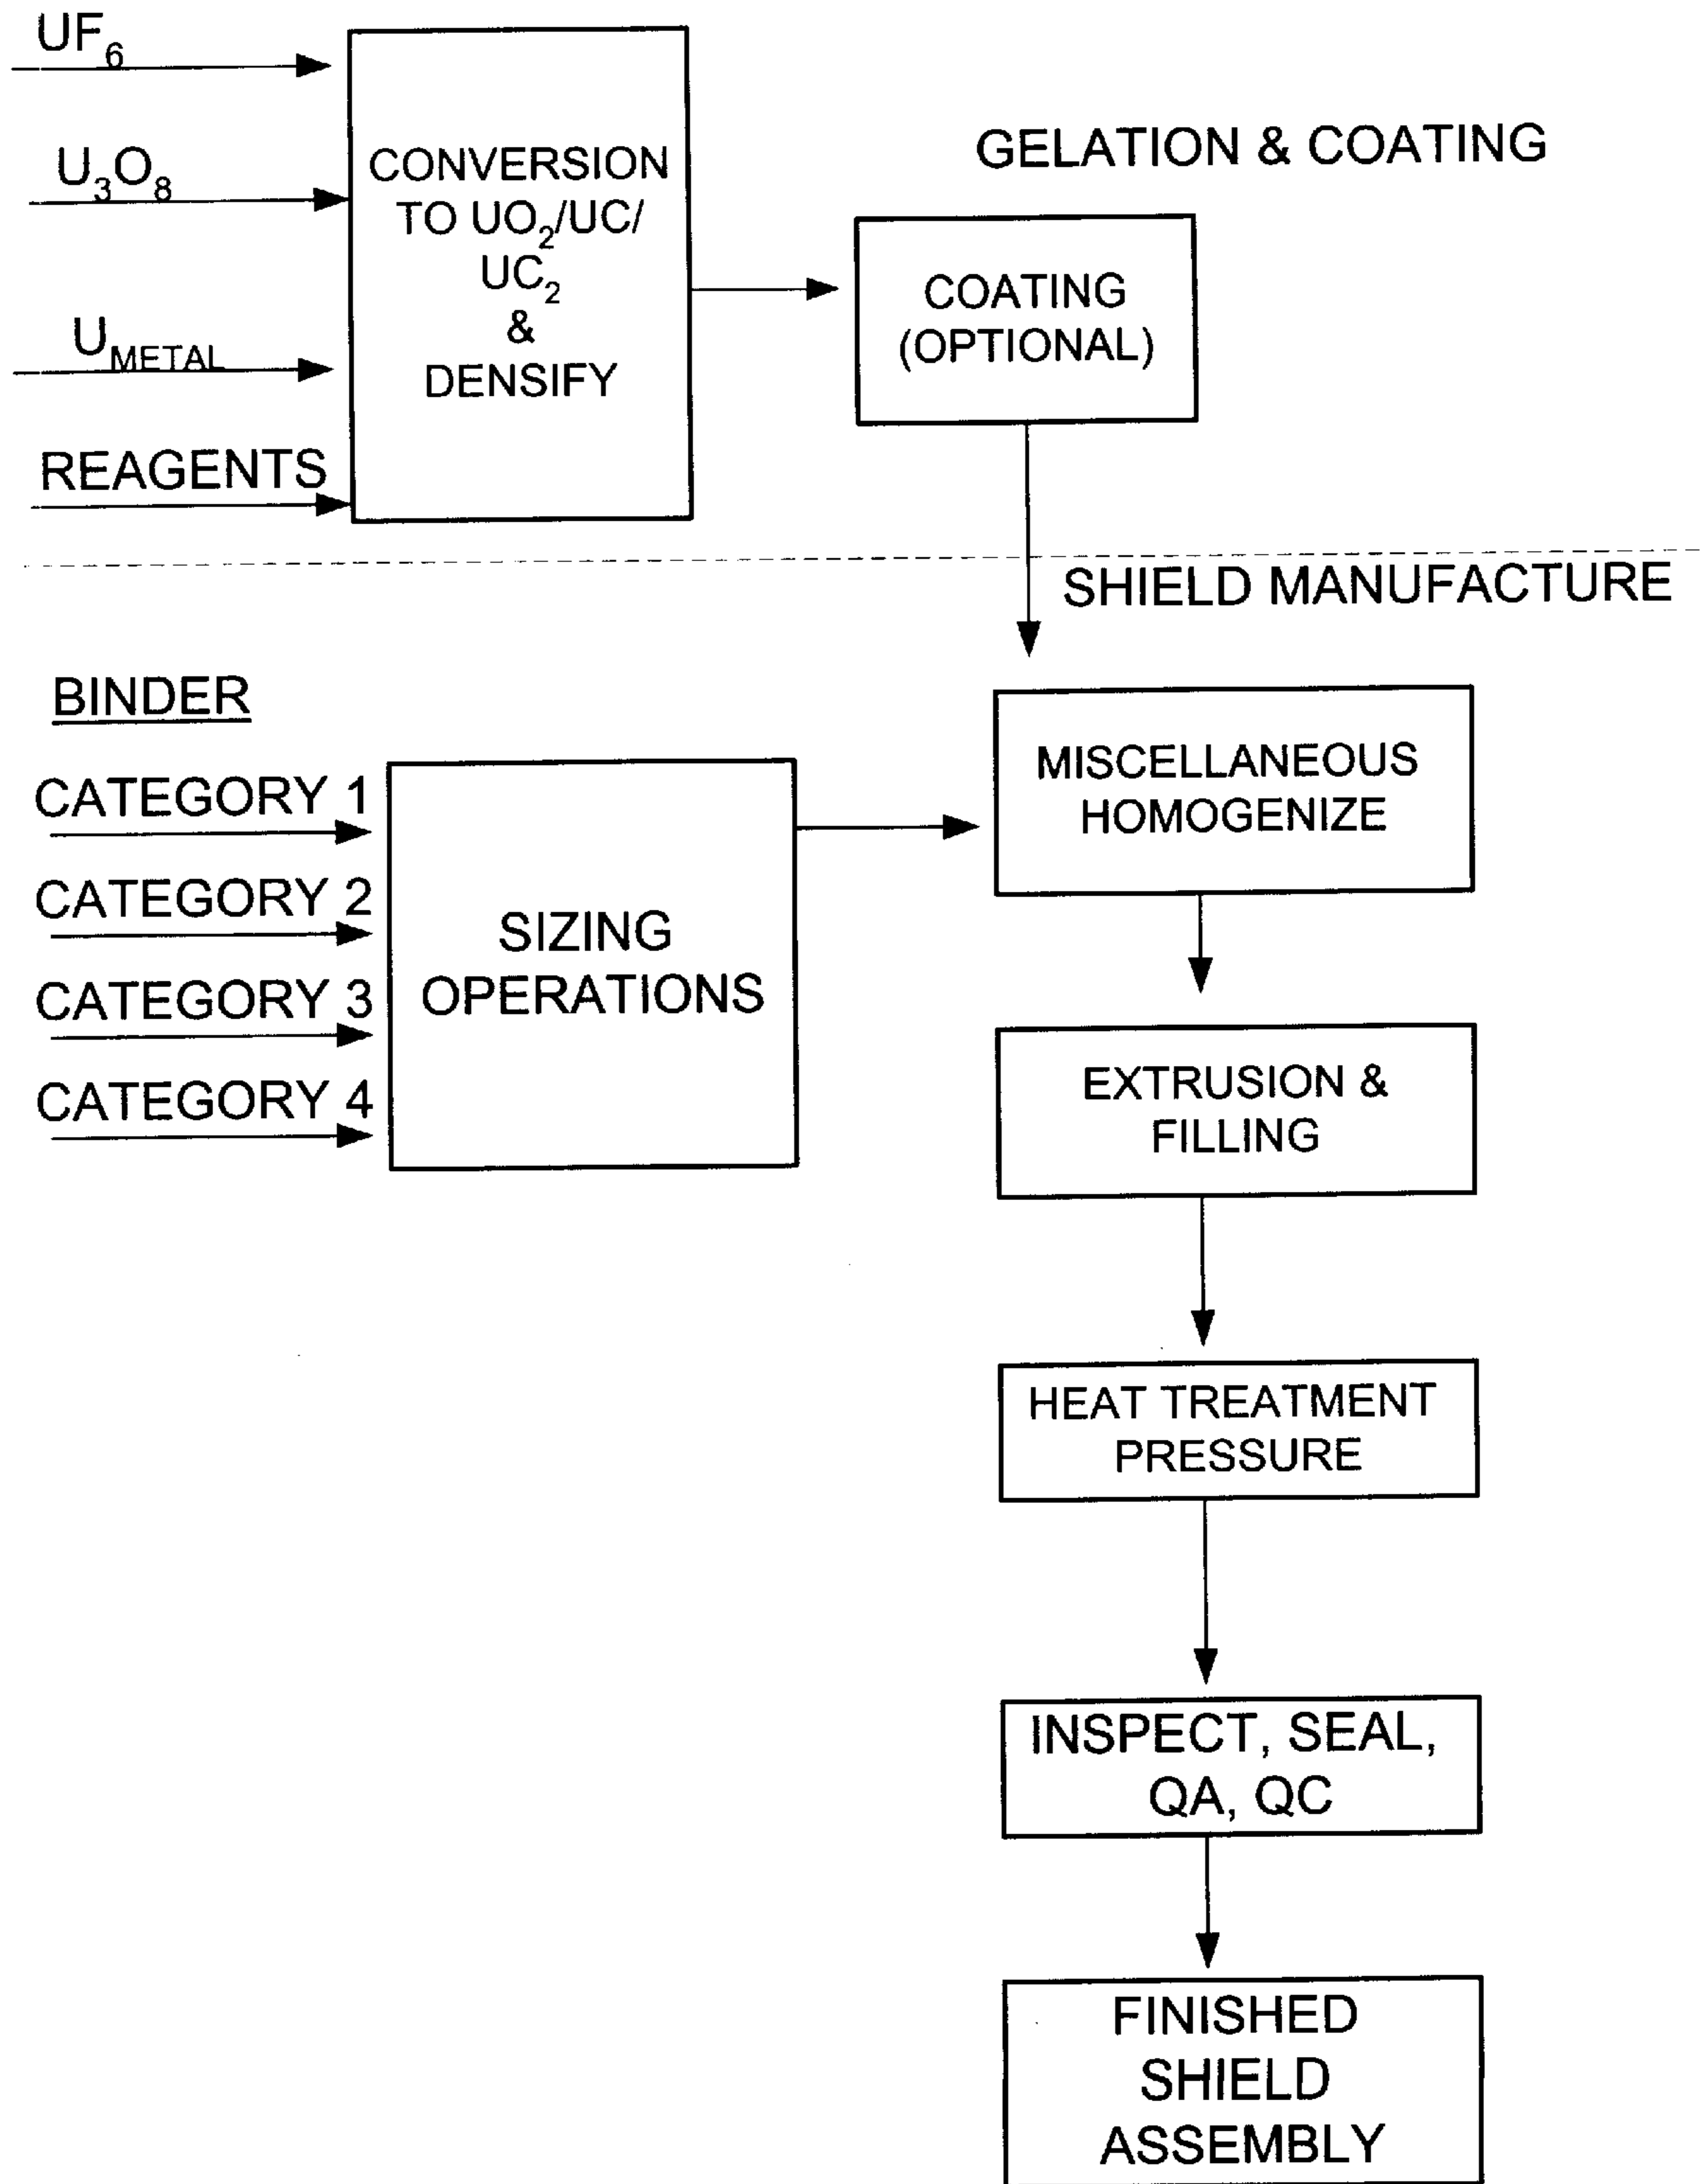 UF₆
U₃O₈
U_METAL
REAGENTS
CONVERSION
TO UO₂/UC/
UC₂
&
DENSIFY
GELATION & COATING
COATING
(OPTIONAL)
SHIELD MANUFACTURE
BINDER
CATEGORY 1
CATEGORY 2
CATEGORY 3
CATEGORY 4
SIZING
OPERATIONS
MISCELLANEOUS
HOMOGENIZE
EXTRUSION &
FILLING
HEAT TREATMENT
PRESSURE
INSPECT, SEAL,
QA, QC
FINISHED
SHIELD
ASSEMBLY